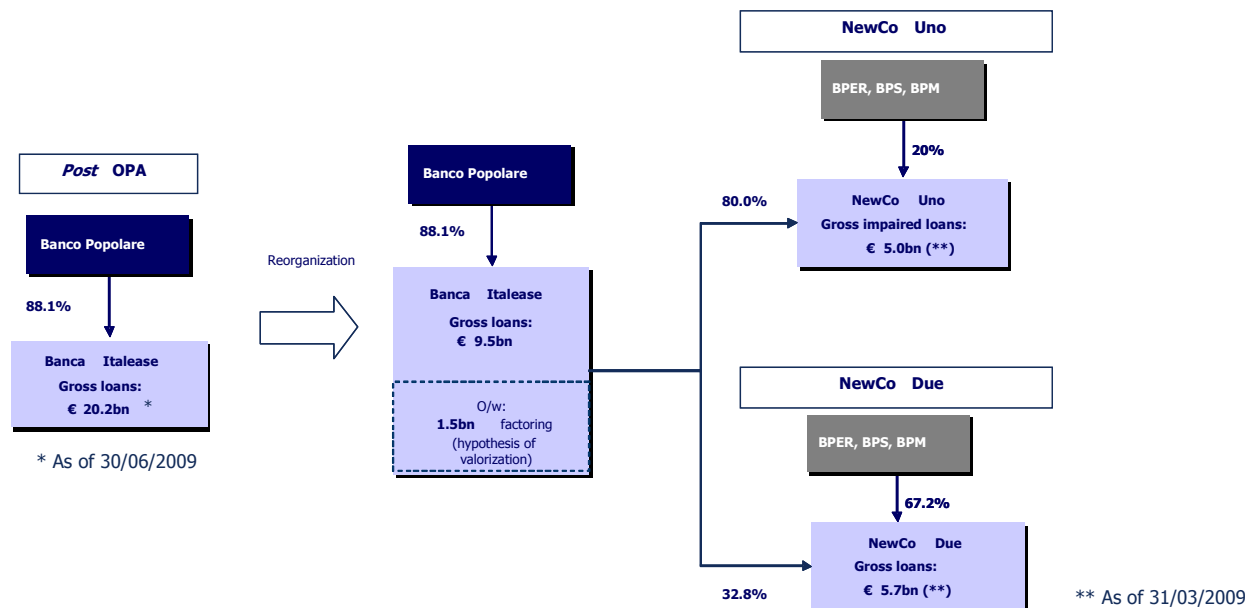 Post OPA
Banco Popolare
88.1%
Banca Italease
Gross loans:
€ 20.2bn *
* As of 30/06/2009
Reorganization
Banco Popolare
88.1%
Banca Italease
Gross loans:
€ 9.5bn
O/w:
1.5bn factoring
(hypothesis of
valorization)
NewCo Uno
BPER, BPS, BPM
20%
80.0%
NewCo Uno
Gross impaired loans:
€ 5.0bn (**)
NewCo Due
BPER, BPS, BPM
67.2%
NewCo Due
Gross loans:
€ 5.7bn (**)
32.8%
** As of 31/03/2009